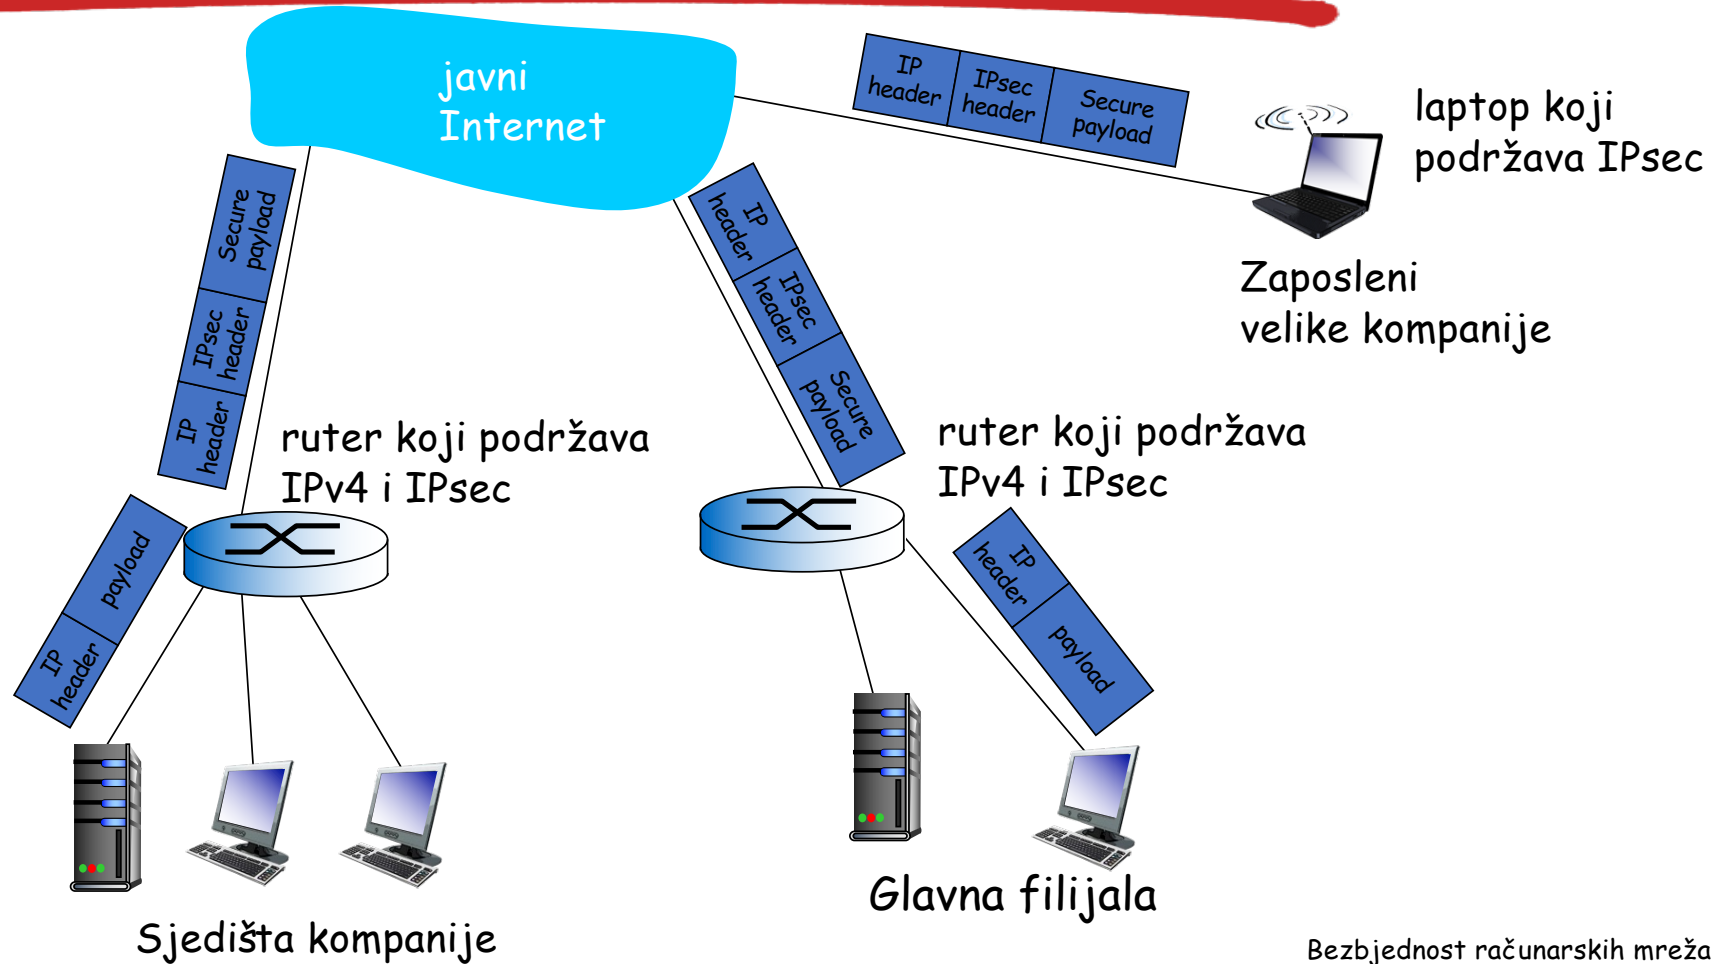 javni
Internet
IP
header
IPsec
header
Secure
payload
laptop koji
podržava IPsec
Zaposleni
velike kompanije
Secure
payload
IPsec
header
IP
header
IP
header
IPsec
header
Secure
payload
ruter koji podržava
IPv4 i IPsec
ruter koji podržava
IPv4 i IPsec
payload
IP
header
IP
header
payload
Glavna filijala
Sjedišta kompanije
Bezbjednost računarskih mreža